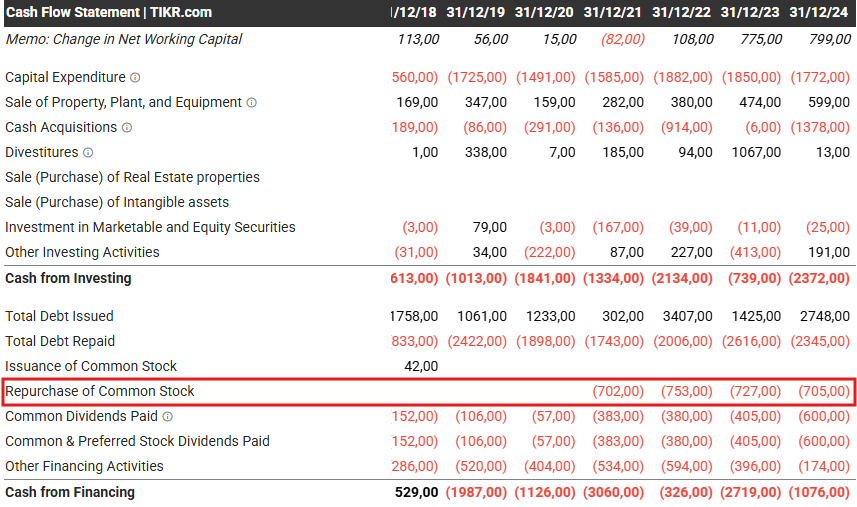 Cash Flow Statement | TIKR.com /12/18 31/12/19 31/12/20 31/12/21 31/12/22 31/12/23 31/12/24
Memo: Change in Net Working Capital 113,00 56,00 15,00 (82,00) 108,00 775,00 799,00
Capital Expenditure 560,00) (1725,00) (1491,00) (1585,00) (1882,00) (1850,00) (1772,00)
Sale of Property, Plant, and Equipment 169,00 347,00 159,00 282,00 380,00 474,00 599,00
Cash Acquisitions 189,00) (86,00) (291,00) (136,00) (914,00) (6,00) (1378,00)
Divestitures 1,00 338,00 7,00 185,00 94,00 1067,00 13,00
Sale (Purchase) of Real Estate properties
Sale (Purchase) of Intangible assets
Investment in Marketable and Equity Securities (3,00) 79,00 (3,00) (167,00) (39,00) (11,00) (25,00)
Other Investing Activities (31,00) 34,00 (222,00) 87,00 227,00 (413,00) 191,00
Cash from Investing 613,00) (1013,00) (1841,00) (1334,00) (2134,00) (739,00) (2372,00)
Total Debt Issued 1758,00 1061,00 1233,00 302,00 3407,00 1425,00 2748,00
Total Debt Repaid 833,00) (2422,00) (1898,00) (1743,00) (2006,00) (2616,00) (2345,00)
Issuance of Common Stock 42,00
Repurchase of Common Stock (702,00) (753,00) (727,00) (705,00)
Common Dividends Paid 152,00) (106,00) (57,00) (383,00) (380,00) (405,00) (600,00)
Common & Preferred Stock Dividends Paid 152,00) (106,00) (57,00) (383,00) (380,00) (405,00) (600,00)
Other Financing Activities 286,00) (520,00) (404,00) (534,00) (594,00) (396,00) (174,00)
Cash from Financing 529,00 (1987,00) (1126,00) (3060,00) (326,00) (2719,00) (1076,00)